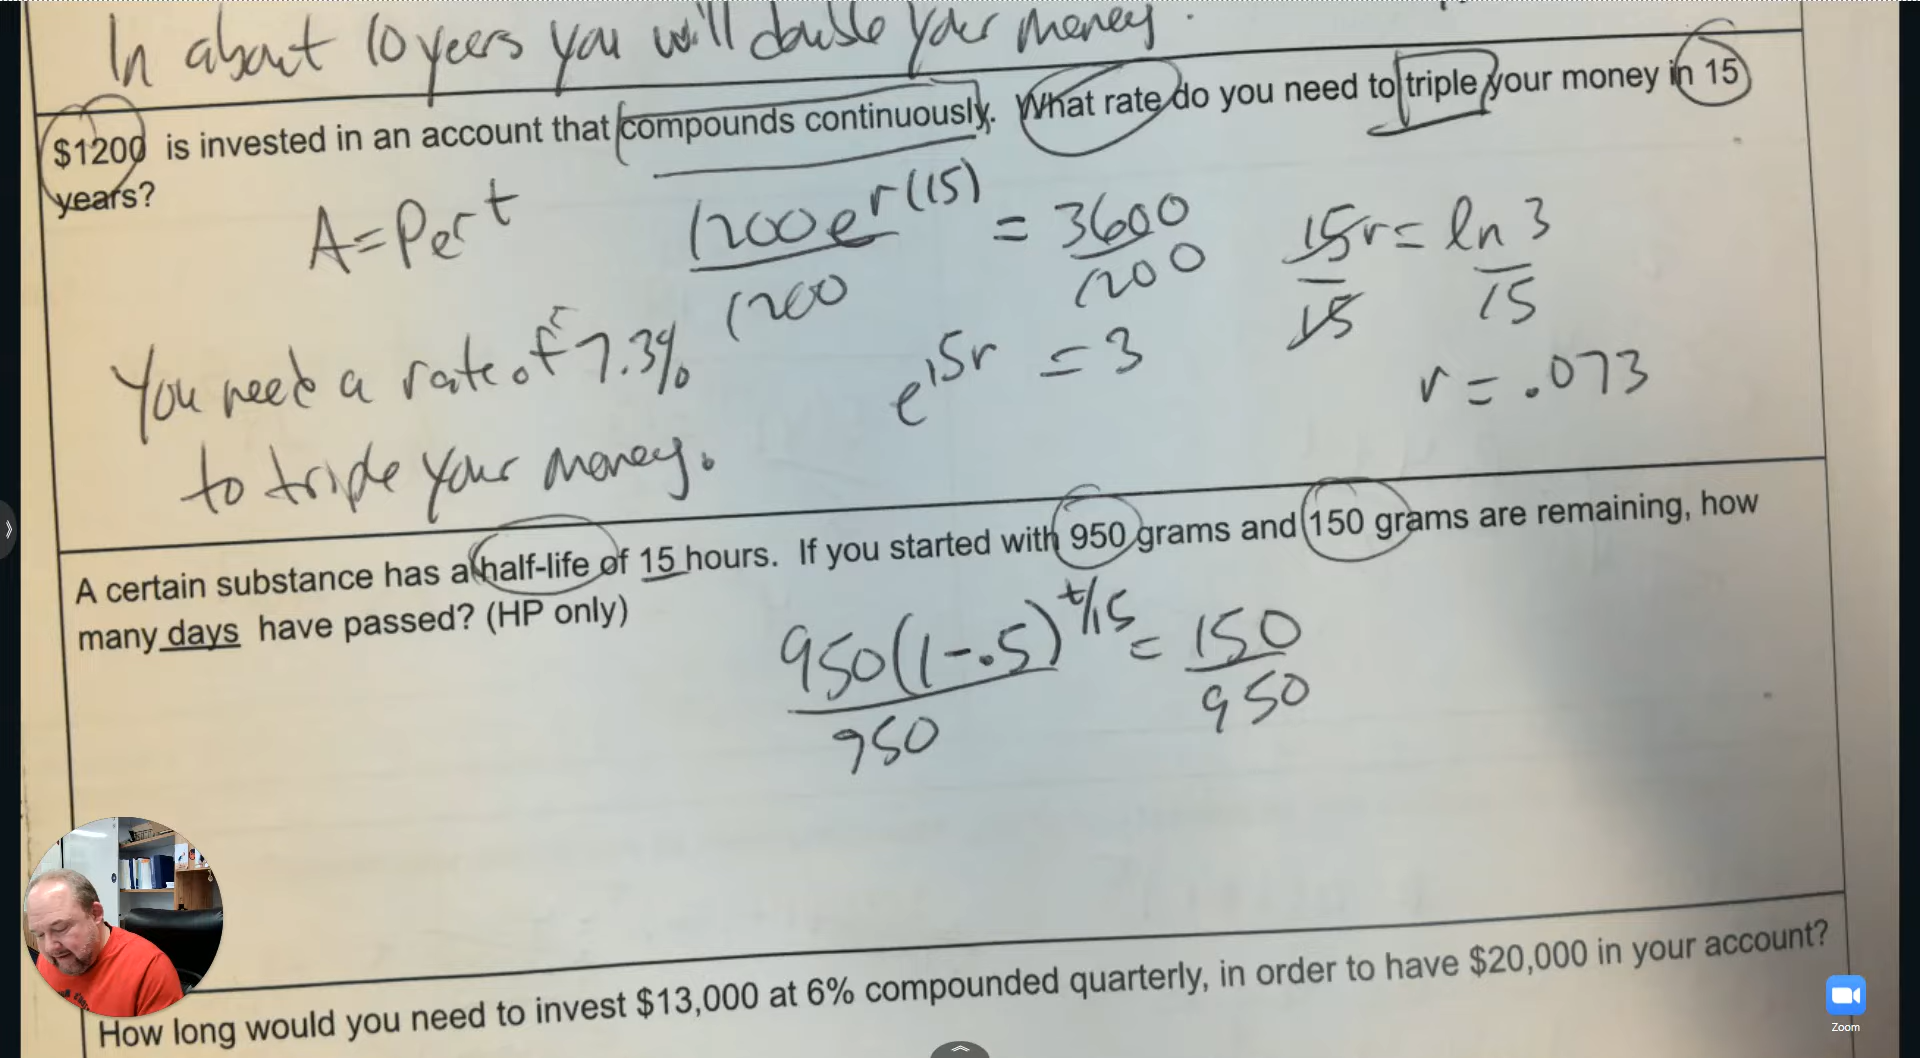 In about 10 years you will double your money.
$1200 is invested in an account that compounds continuously. What rate do you need to triple your money in 15
years?
A = Pe^rt
1200e^r(15) = 3600
1200 1200
e^15r = 3
15r = ln 3
15 15
r = .073
You need a rate of 7.3%
to triple your money.
A certain substance has a half-life of 15 hours. If you started with 950 grams and 150 grams are remaining, how
many days have passed? (HP only)
950(1-.5)^t/15 = 150
950 950
How long would you need to invest $13,000 at 6% compounded quarterly, in order to have $20,000 in your account?
Zoom